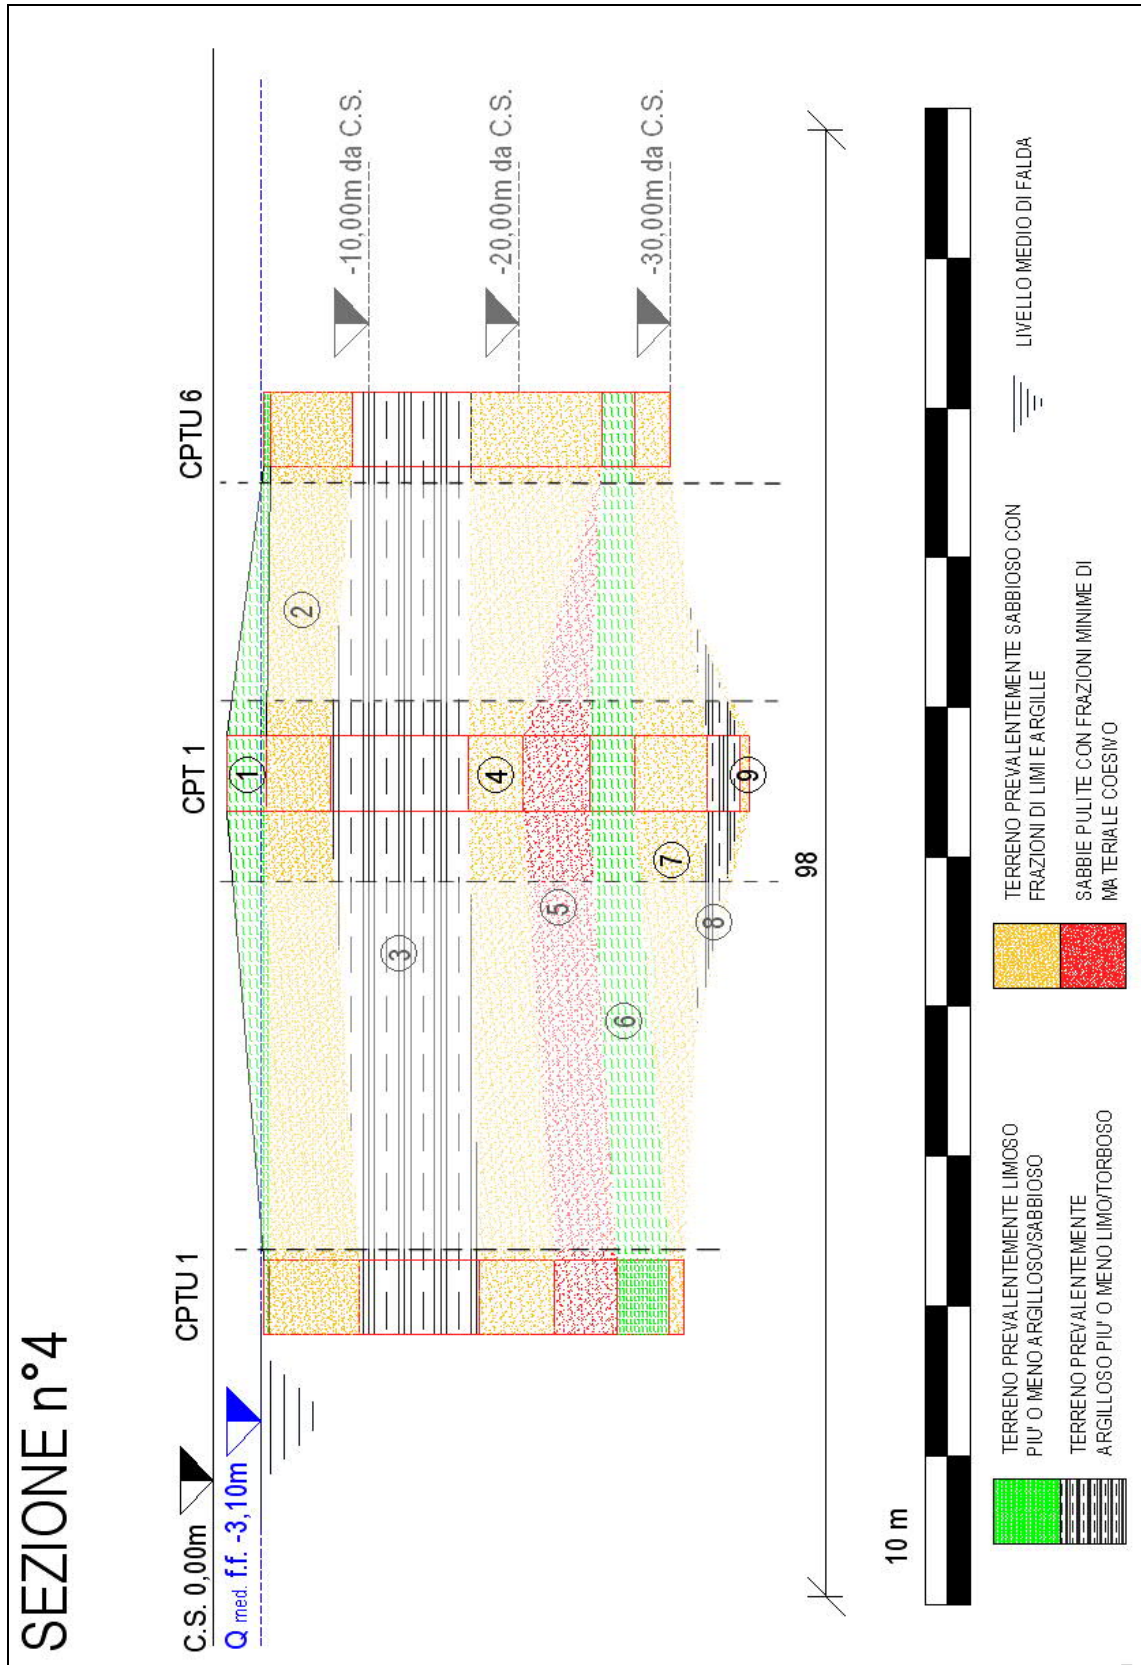 SEZIONE n°4
C.S. 0,00m
Q med. f.f. -3,10m
CPTU 1
CPT 1
CPTU 6
-10,00m da C.S.
-20,00m da C.S.
-30,00m da C.S.
1
2
3
4
5
6
7
8
9
98
10 m
TERRENO PREVALENTEMENTE LIMOSO
PIU' O MENO ARGILLOSO/SABBIOSO
TERRENO PREVALENTEMENTE
ARGILLOSO PIU' O MENO LIMO/TORBOSO
TERRENO PREVALENTEMENTE SABBIOSO CON
FRAZIONI DI LIMI E ARGILLE
SABBIE PULITE CON FRAZIONI MINIME DI
MATERIALE COESIVO
LIVELLO MEDIO DI FALDA